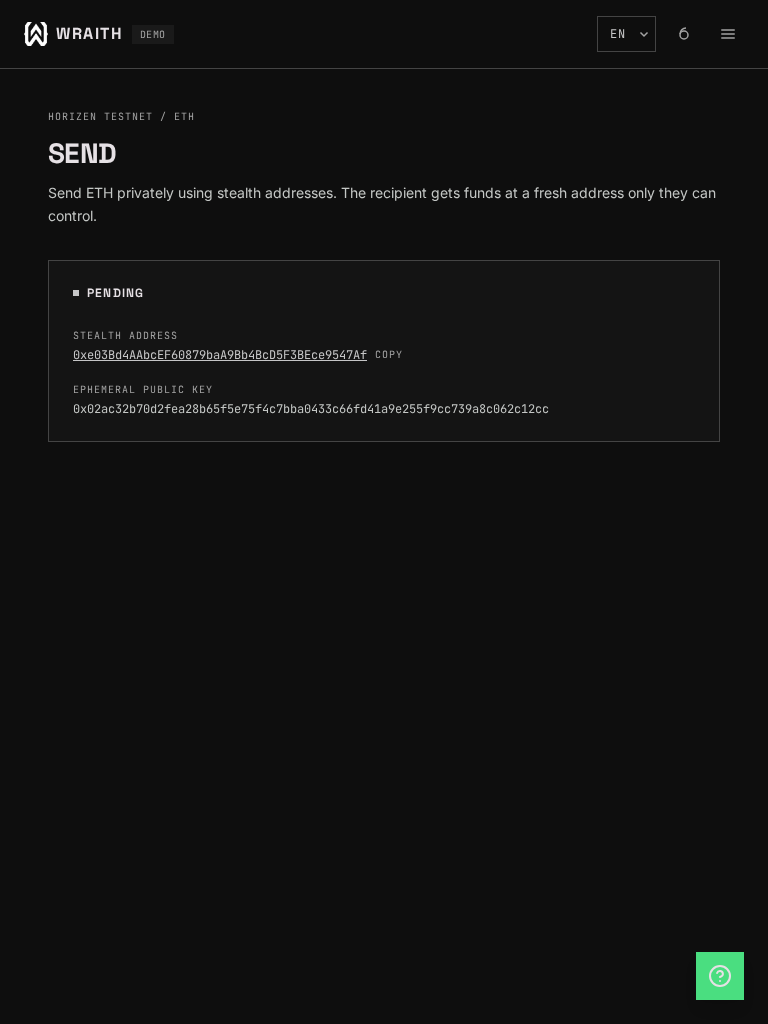 WRAITH DEMO EN
HORIZEN TESTNET / ETH
SEND
Send ETH privately using stealth addresses. The recipient gets funds at a fresh address only they can
control.
PENDING
STEALTH ADDRESS
0xe03Bd4AAbcEF60879baA9Bb4BcD5F3BEce9547Af COPY
EPHEMERAL PUBLIC KEY
0x02ac32b70d2fea28b65f5e75f4c7bba0433c66fd41a9e255f9cc739a8c062c12cc